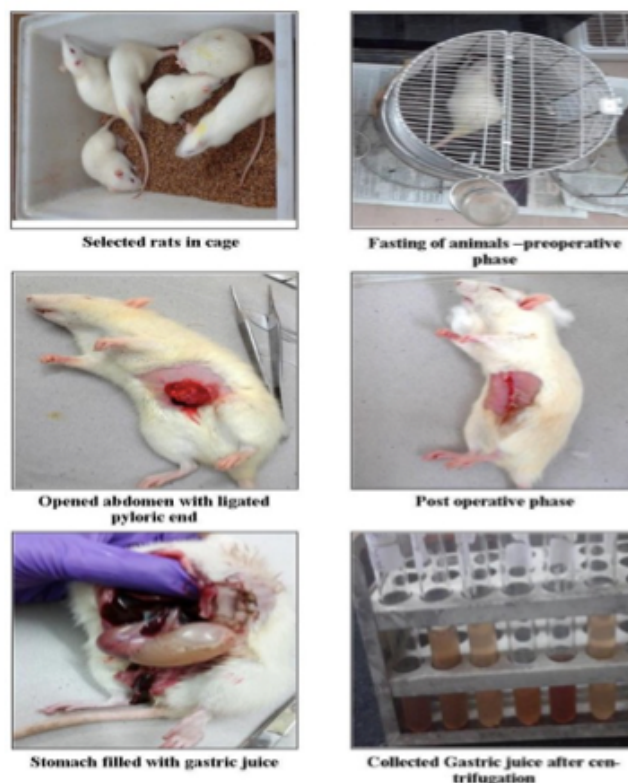 Selected rats in cage
Fasting of animals –preoperative
phase
Opened abdomen with ligated
pyloric end
Post operative phase
Stomach filled with gastric juice
Collected Gastric juice after cen-
trifugation